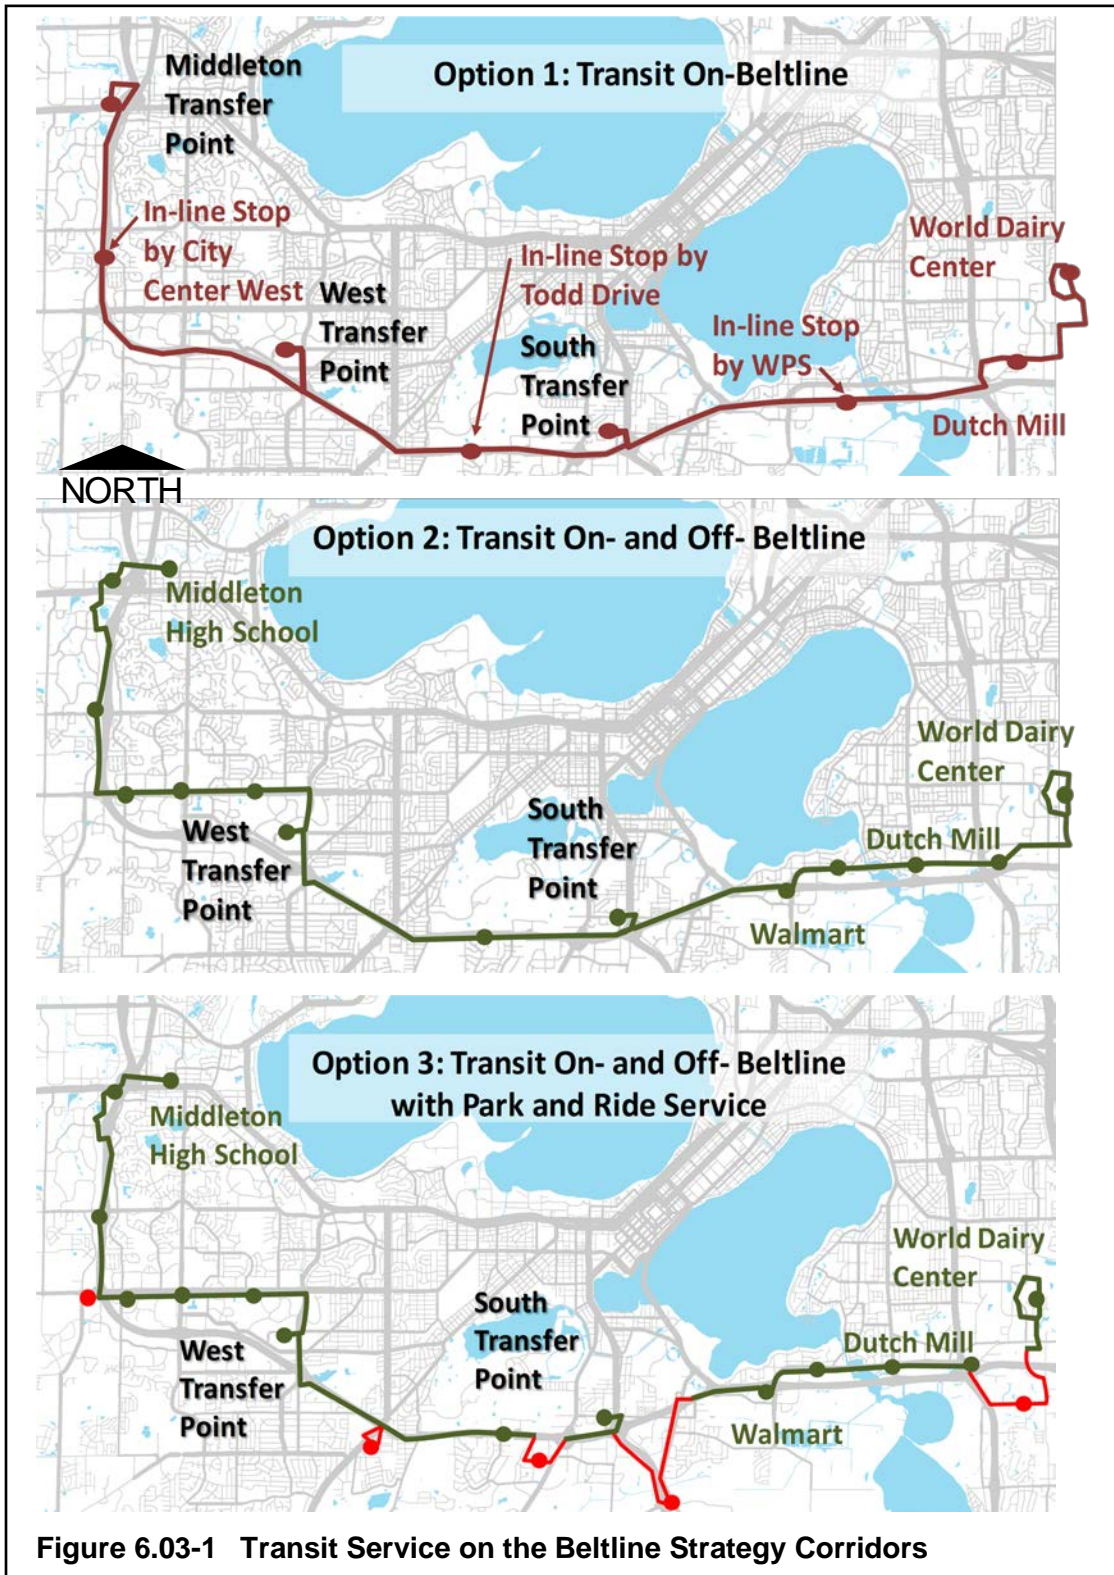 Option 1: Transit On-Beltline
Middleton
Transfer
Point
In-line Stop
by City
Center West
West
Transfer
Point
In-line Stop by
Todd Drive
South
Transfer
Point
In-line Stop
by WPS
World Dairy
Center
Dutch Mill
NORTH
Option 2: Transit On- and Off- Beltline
Middleton
High School
West
Transfer
Point
South
Transfer
Point
World Dairy
Center
Dutch Mill
Walmart
Option 3: Transit On- and Off- Beltline
with Park and Ride Service
Middleton
High School
West
Transfer
Point
South
Transfer
Point
World Dairy
Center
Dutch Mill
Walmart
Figure 6.03-1 Transit Service on the Beltline Strategy Corridors